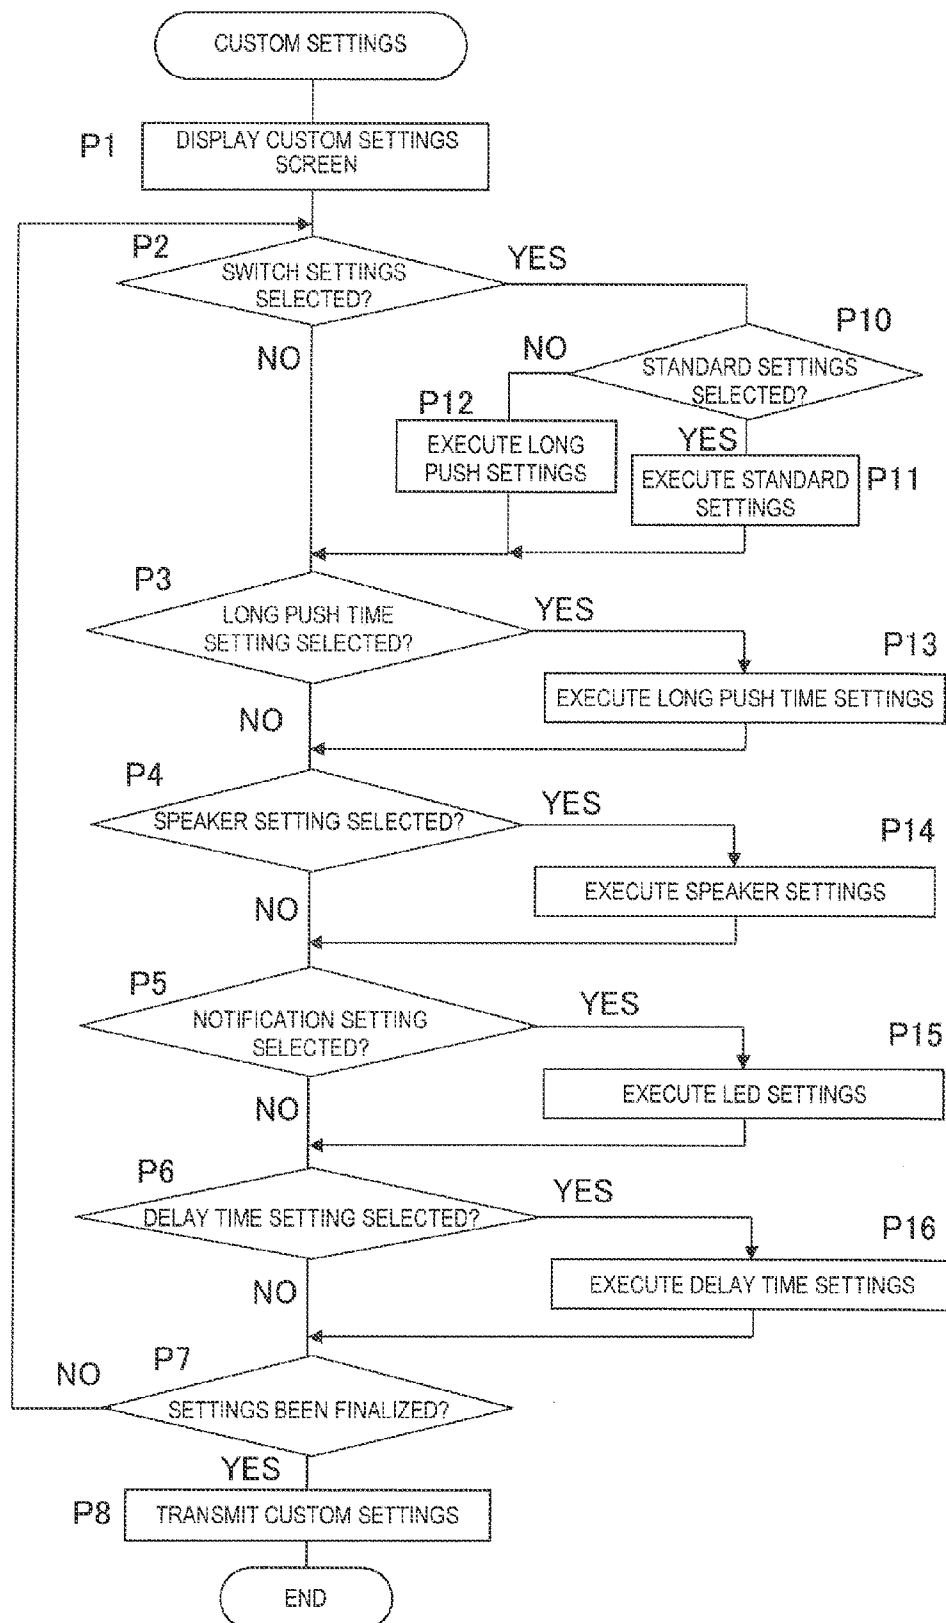 CUSTOM SETTINGS
P1
DISPLAY CUSTOM SETTINGS
SCREEN
P2
SWITCH SETTINGS
SELECTED?
YES
NO
P10
STANDARD SETTINGS
SELECTED?
NO
YES
P12
EXECUTE LONG
PUSH SETTINGS
P11
EXECUTE STANDARD
SETTINGS
P3
LONG PUSH TIME
SETTING SELECTED?
YES
NO
P13
EXECUTE LONG PUSH TIME SETTINGS
P4
SPEAKER SETTING SELECTED?
YES
NO
P14
EXECUTE SPEAKER SETTINGS
P5
NOTIFICATION SETTING
SELECTED?
YES
NO
P15
EXECUTE LED SETTINGS
P6
DELAY TIME SETTING SELECTED?
YES
NO
P16
EXECUTE DELAY TIME SETTINGS
P7
NO
SETTINGS BEEN FINALIZED?
YES
P8
TRANSMIT CUSTOM SETTINGS
END